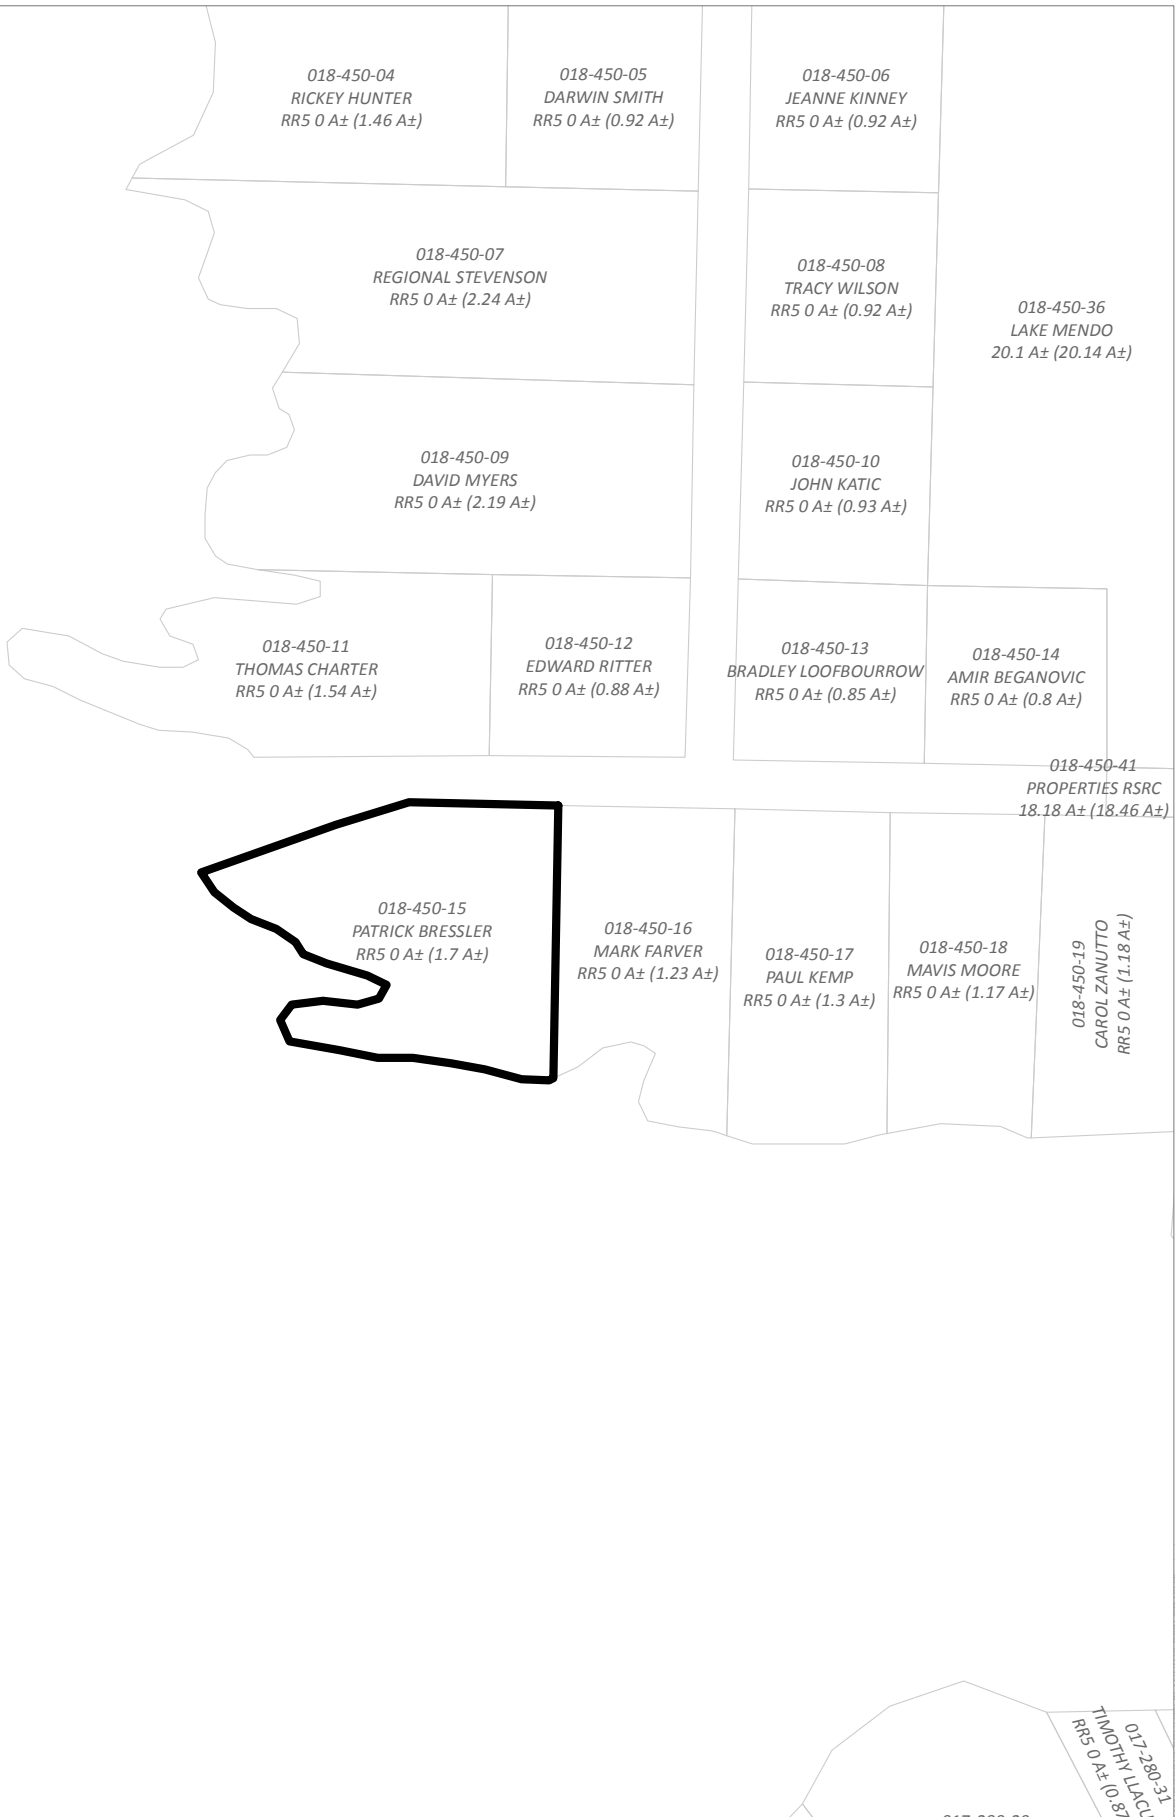 018-450-04
RICKEY HUNTER
RR5 0 A± (1.46 A±)
018-450-05
DARWIN SMITH
RR5 0 A± (0.92 A±)
018-450-06
JEANNE KINNEY
RR5 0 A± (0.92 A±)
018-450-07
REGIONAL STEVENSON
RR5 0 A± (2.24 A±)
018-450-08
TRACY WILSON
RR5 0 A± (0.92 A±)
018-450-36
LAKE MENDO
20.1 A± (20.14 A±)
018-450-09
DAVID MYERS
RR5 0 A± (2.19 A±)
018-450-10
JOHN KATIC
RR5 0 A± (0.93 A±)
018-450-11
THOMAS CHARTER
RR5 0 A± (1.54 A±)
018-450-12
EDWARD RITTER
RR5 0 A± (0.88 A±)
018-450-13
BRADLEY LOOFBOURROW
RR5 0 A± (0.85 A±)
018-450-14
AMIR BEGANOVIC
RR5 0 A± (0.8 A±)
018-450-41
PROPERTIES RSRC
18.18 A± (18.46 A±)
018-450-15
PATRICK BRESSLER
RR5 0 A± (1.7 A±)
018-450-16
MARK FARVER
RR5 0 A± (1.23 A±)
018-450-17
PAUL KEMP
RR5 0 A± (1.3 A±)
018-450-18
MAVIS MOORE
RR5 0 A± (1.17 A±)
018-450-19
CAROL ZANUTTO
RR5 0 A± (1.18 A±)
017-280-31
TIMOTHY LLACU
RR5 0 A± (0.87